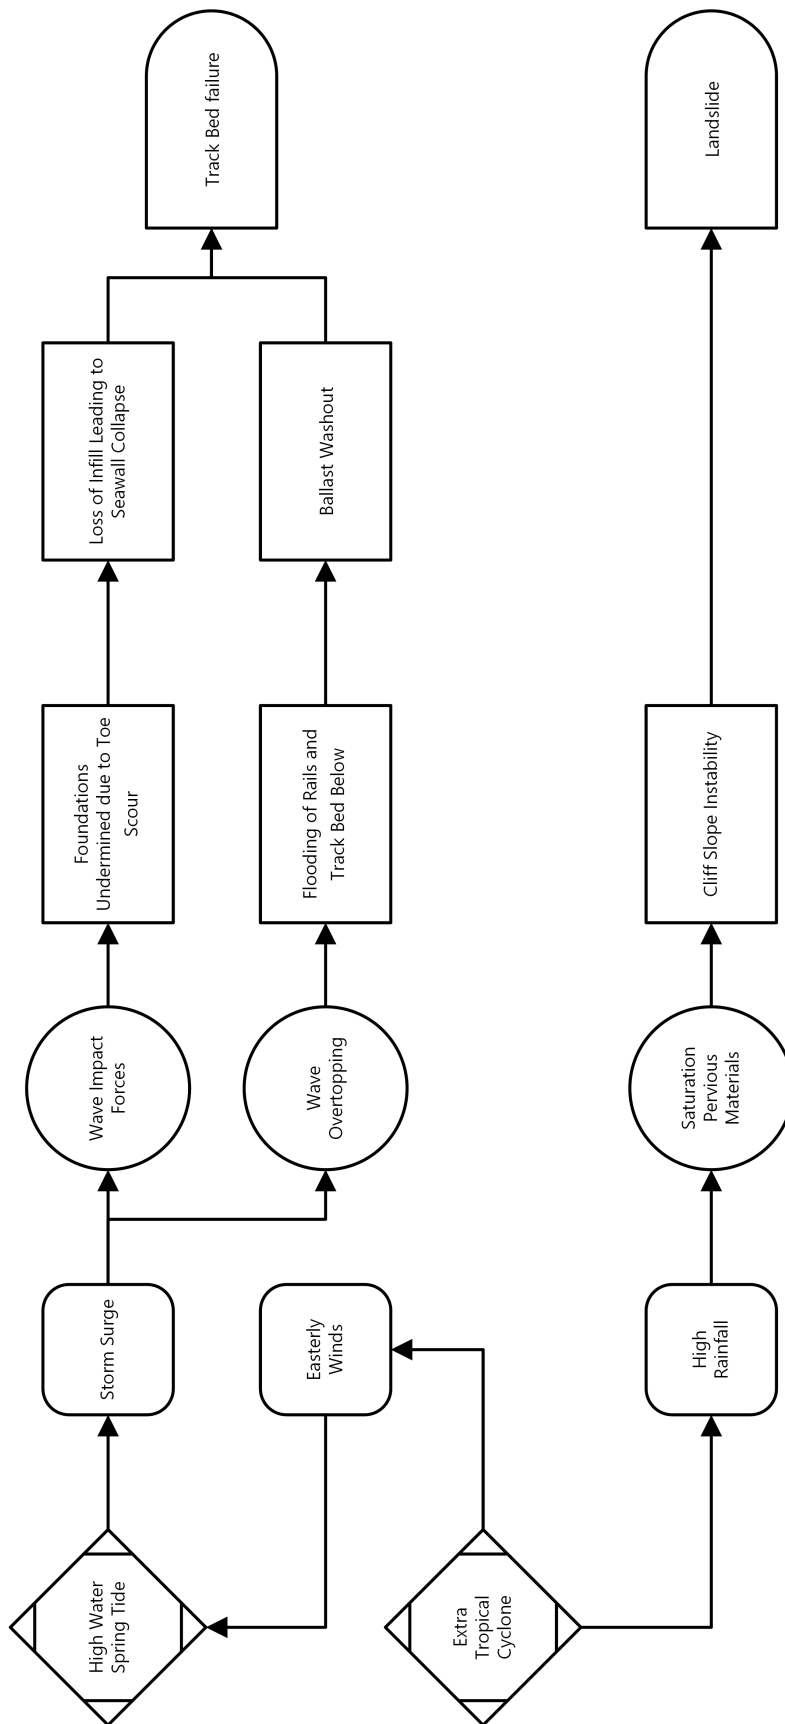 High Water
Spring Tide
Storm Surge
Wave Impact
Forces
Foundations
Undermined due to Toe
Scour
Loss of Infill Leading to
Seawall Collapse
Track Bed failure
Easterly
Winds
Wave
Overtopping
Flooding of Rails and
Track Bed Below
Ballast Washout
Extra
Tropical
Cyclone
High
Rainfall
Saturation
Pervious
Materials
Cliff Slope Instability
Landslide